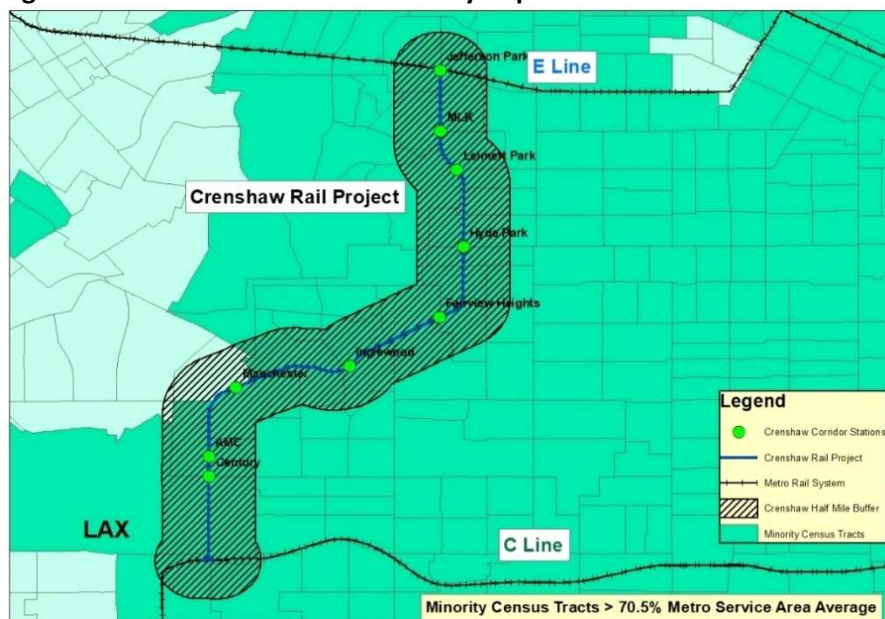 Jefferson Park
E Line
MLK
Leimert Park
Crenshaw Rail Project
Hyde Park
Fairview Heights
Inglewood
Manchester
AMC
Century
LAX
C Line
Legend
Crenshaw Corridor Stations
Crenshaw Rail Project
Metro Rail System
Crenshaw Half Mile Buffer
Minority Census Tracts
Minority Census Tracts > 70.5% Metro Service Area Average